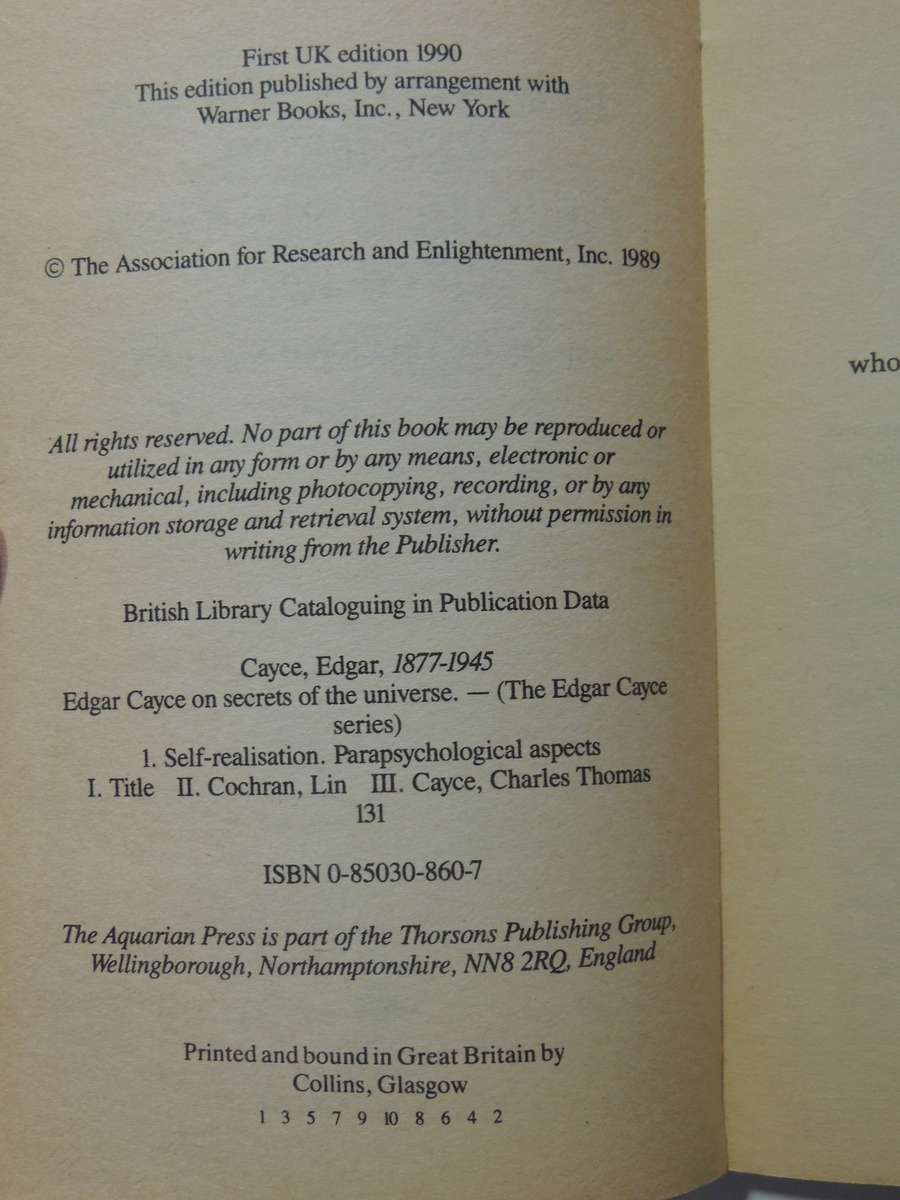 First UK edition 1990
This edition published by arrangement with
Warner Books, Inc., New York
© The Association for Research and Enlightenment, Inc. 1989
All rights reserved. No part of this book may be reproduced or
utilized in any form or by any means, electronic or
mechanical, including photocopying, recording, or by any
information storage and retrieval system, without permission in
writing from the Publisher.
British Library Cataloguing in Publication Data
Cayce, Edgar, 1877-1945
Edgar Cayce on secrets of the universe. — (The Edgar Cayce
series)
1. Self-realisation. Parapsychological aspects
I. Title II. Cochran, Lin III. Cayce, Charles Thomas
131
ISBN 0-85030-860-7
The Aquarian Press is part of the Thorsons Publishing Group,
Wellingborough, Northamptonshire, NN8 2RQ, England
Printed and bound in Great Britain by
Collins, Glasgow
1 3 5 7 9 10 8 6 4 2
who